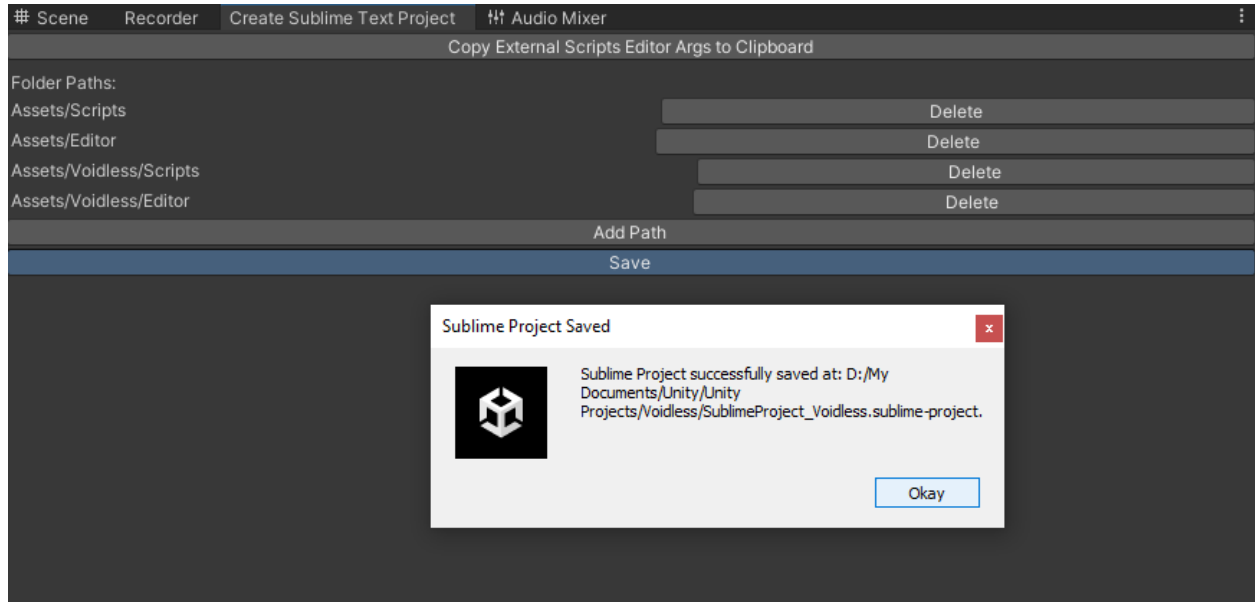 Scene Recorder Create Sublime Text Project Audio Mixer
Copy External Scripts Editor Args to Clipboard
Folder Paths:
Assets/Scripts Delete
Assets/Editor Delete
Assets/Voidless/Scripts Delete
Assets/Voidless/Editor Delete
Add Path
Save
Sublime Project Saved
x
Sublime Project successfully saved at: D:/My
Documents/Unity/Unity
Projects/Voidless/SublimeProject_Voidless.sublime-project.
Okay